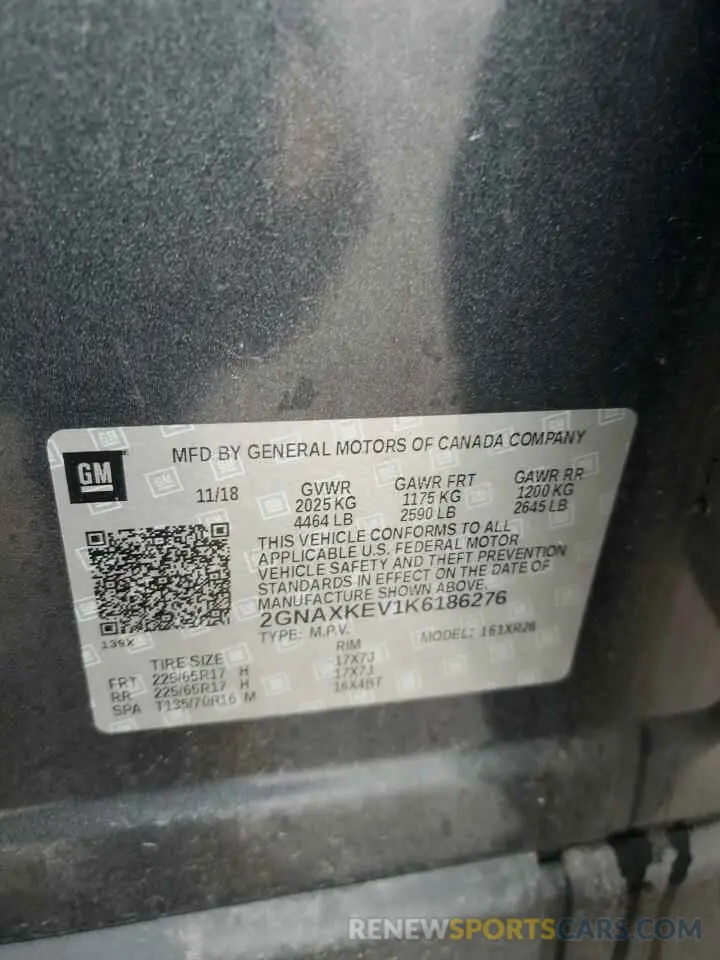 GM
MFD BY GENERAL MOTORS OF CANADA COMPANY
11/18
GVWR
2025 KG
4464 LB
GAWR FRT
1175 KG
2590 LB
GAWR RR
1200 KG
2645 LB
THIS VEHICLE CONFORMS TO ALL
APPLICABLE U.S. FEDERAL MOTOR
VEHICLE SAFETY AND THEFT PREVENTION
STANDARDS IN EFFECT ON THE DATE OF
MANUFACTURE SHOWN ABOVE.
2GNAXKEV1K6186276
TYPE: M.P.V. MODEL: 161XR26
139X
TIRE SIZE RIM
FRT 225/65R17 H 17X7J
RR 225/65R17 H 17X7J
SPA T135/70R16 M 16X4BT
RENEWSPORTSCARS.COM